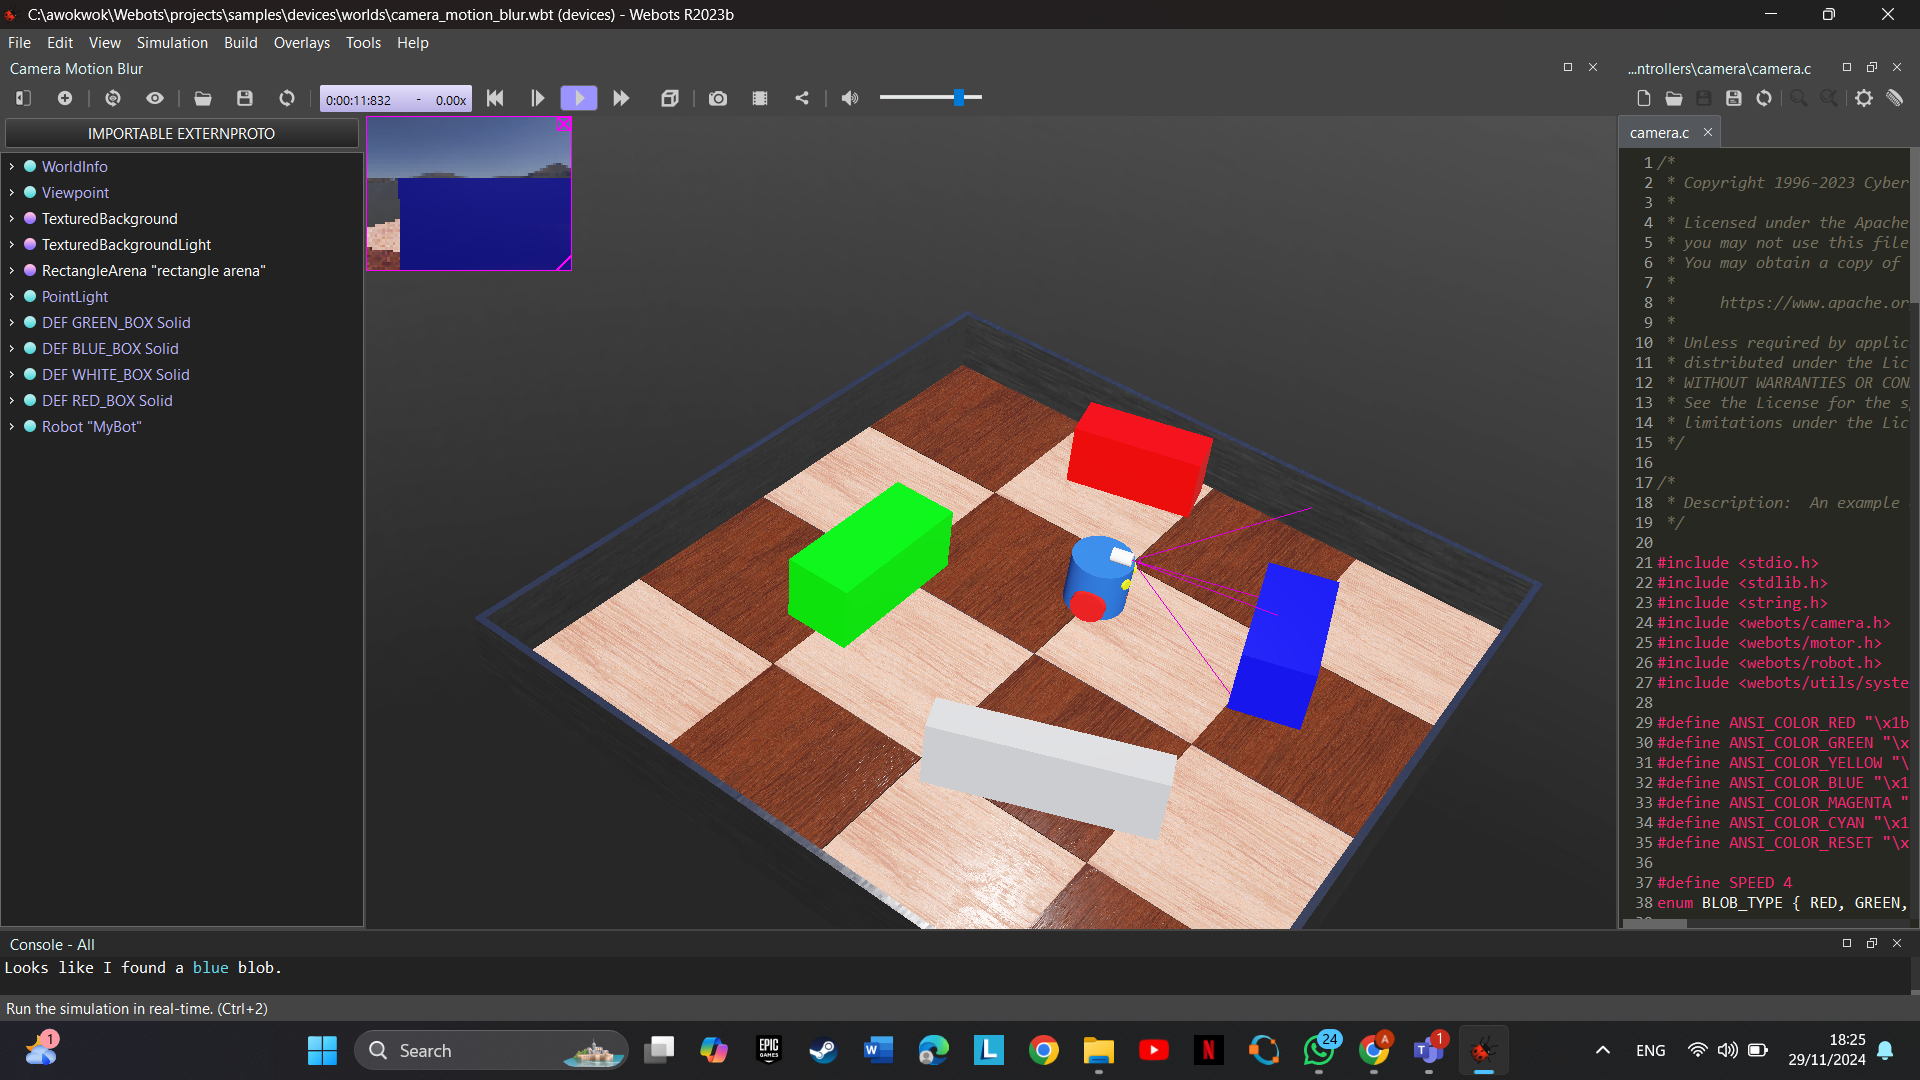 C:\awokwok\Webots\projects\samples\devices\worlds\camera_motion_blur.wbt (devices) - Webots R2023b
File Edit View Simulation Build Overlays Tools Help
Camera Motion Blur
...ntrollers\camera\camera.c
0:00:11:832 - 0.00x
IMPORTABLE EXTERNPROTO
WorldInfo
Viewpoint
TexturedBackground
TexturedBackgroundLight
RectangleArena "rectangle arena"
PointLight
DEF GREEN_BOX Solid
DEF BLUE_BOX Solid
DEF WHITE_BOX Solid
DEF RED_BOX Solid
Robot "MyBot"
camera.c
1 /*
2 * Copyright 1996-2023 Cyber
3 *
4 * Licensed under the Apache
5 * you may not use this file
6 * You may obtain a copy of
7 *
8 * https://www.apache.or
9 *
10 * Unless required by applic
11 * distributed under the Lic
12 * WITHOUT WARRANTIES OR CON
13 * See the License for the s
14 * limitations under the Lic
15 */
16
17 /*
18 * Description: An example
19 */
20
21 #include <stdio.h>
22 #include <stdlib.h>
23 #include <string.h>
24 #include <webots/camera.h>
25 #include <webots/motor.h>
26 #include <webots/robot.h>
27 #include <webots/utils/syste
28
29 #define ANSI_COLOR_RED "\x1b
30 #define ANSI_COLOR_GREEN "\x
31 #define ANSI_COLOR_YELLOW "\
32 #define ANSI_COLOR_BLUE "\x1
33 #define ANSI_COLOR_MAGENTA "
34 #define ANSI_COLOR_CYAN "\x1
35 #define ANSI_COLOR_RESET "\x
36
37 #define SPEED 4
38 enum BLOB_TYPE { RED, GREEN,
Console - All
Looks like I found a blue blob.
Run the simulation in real-time. (Ctrl+2)
1
Search
EPIC GAMES
W
L
N
24
A
1
ENG
18:25
29/11/2024